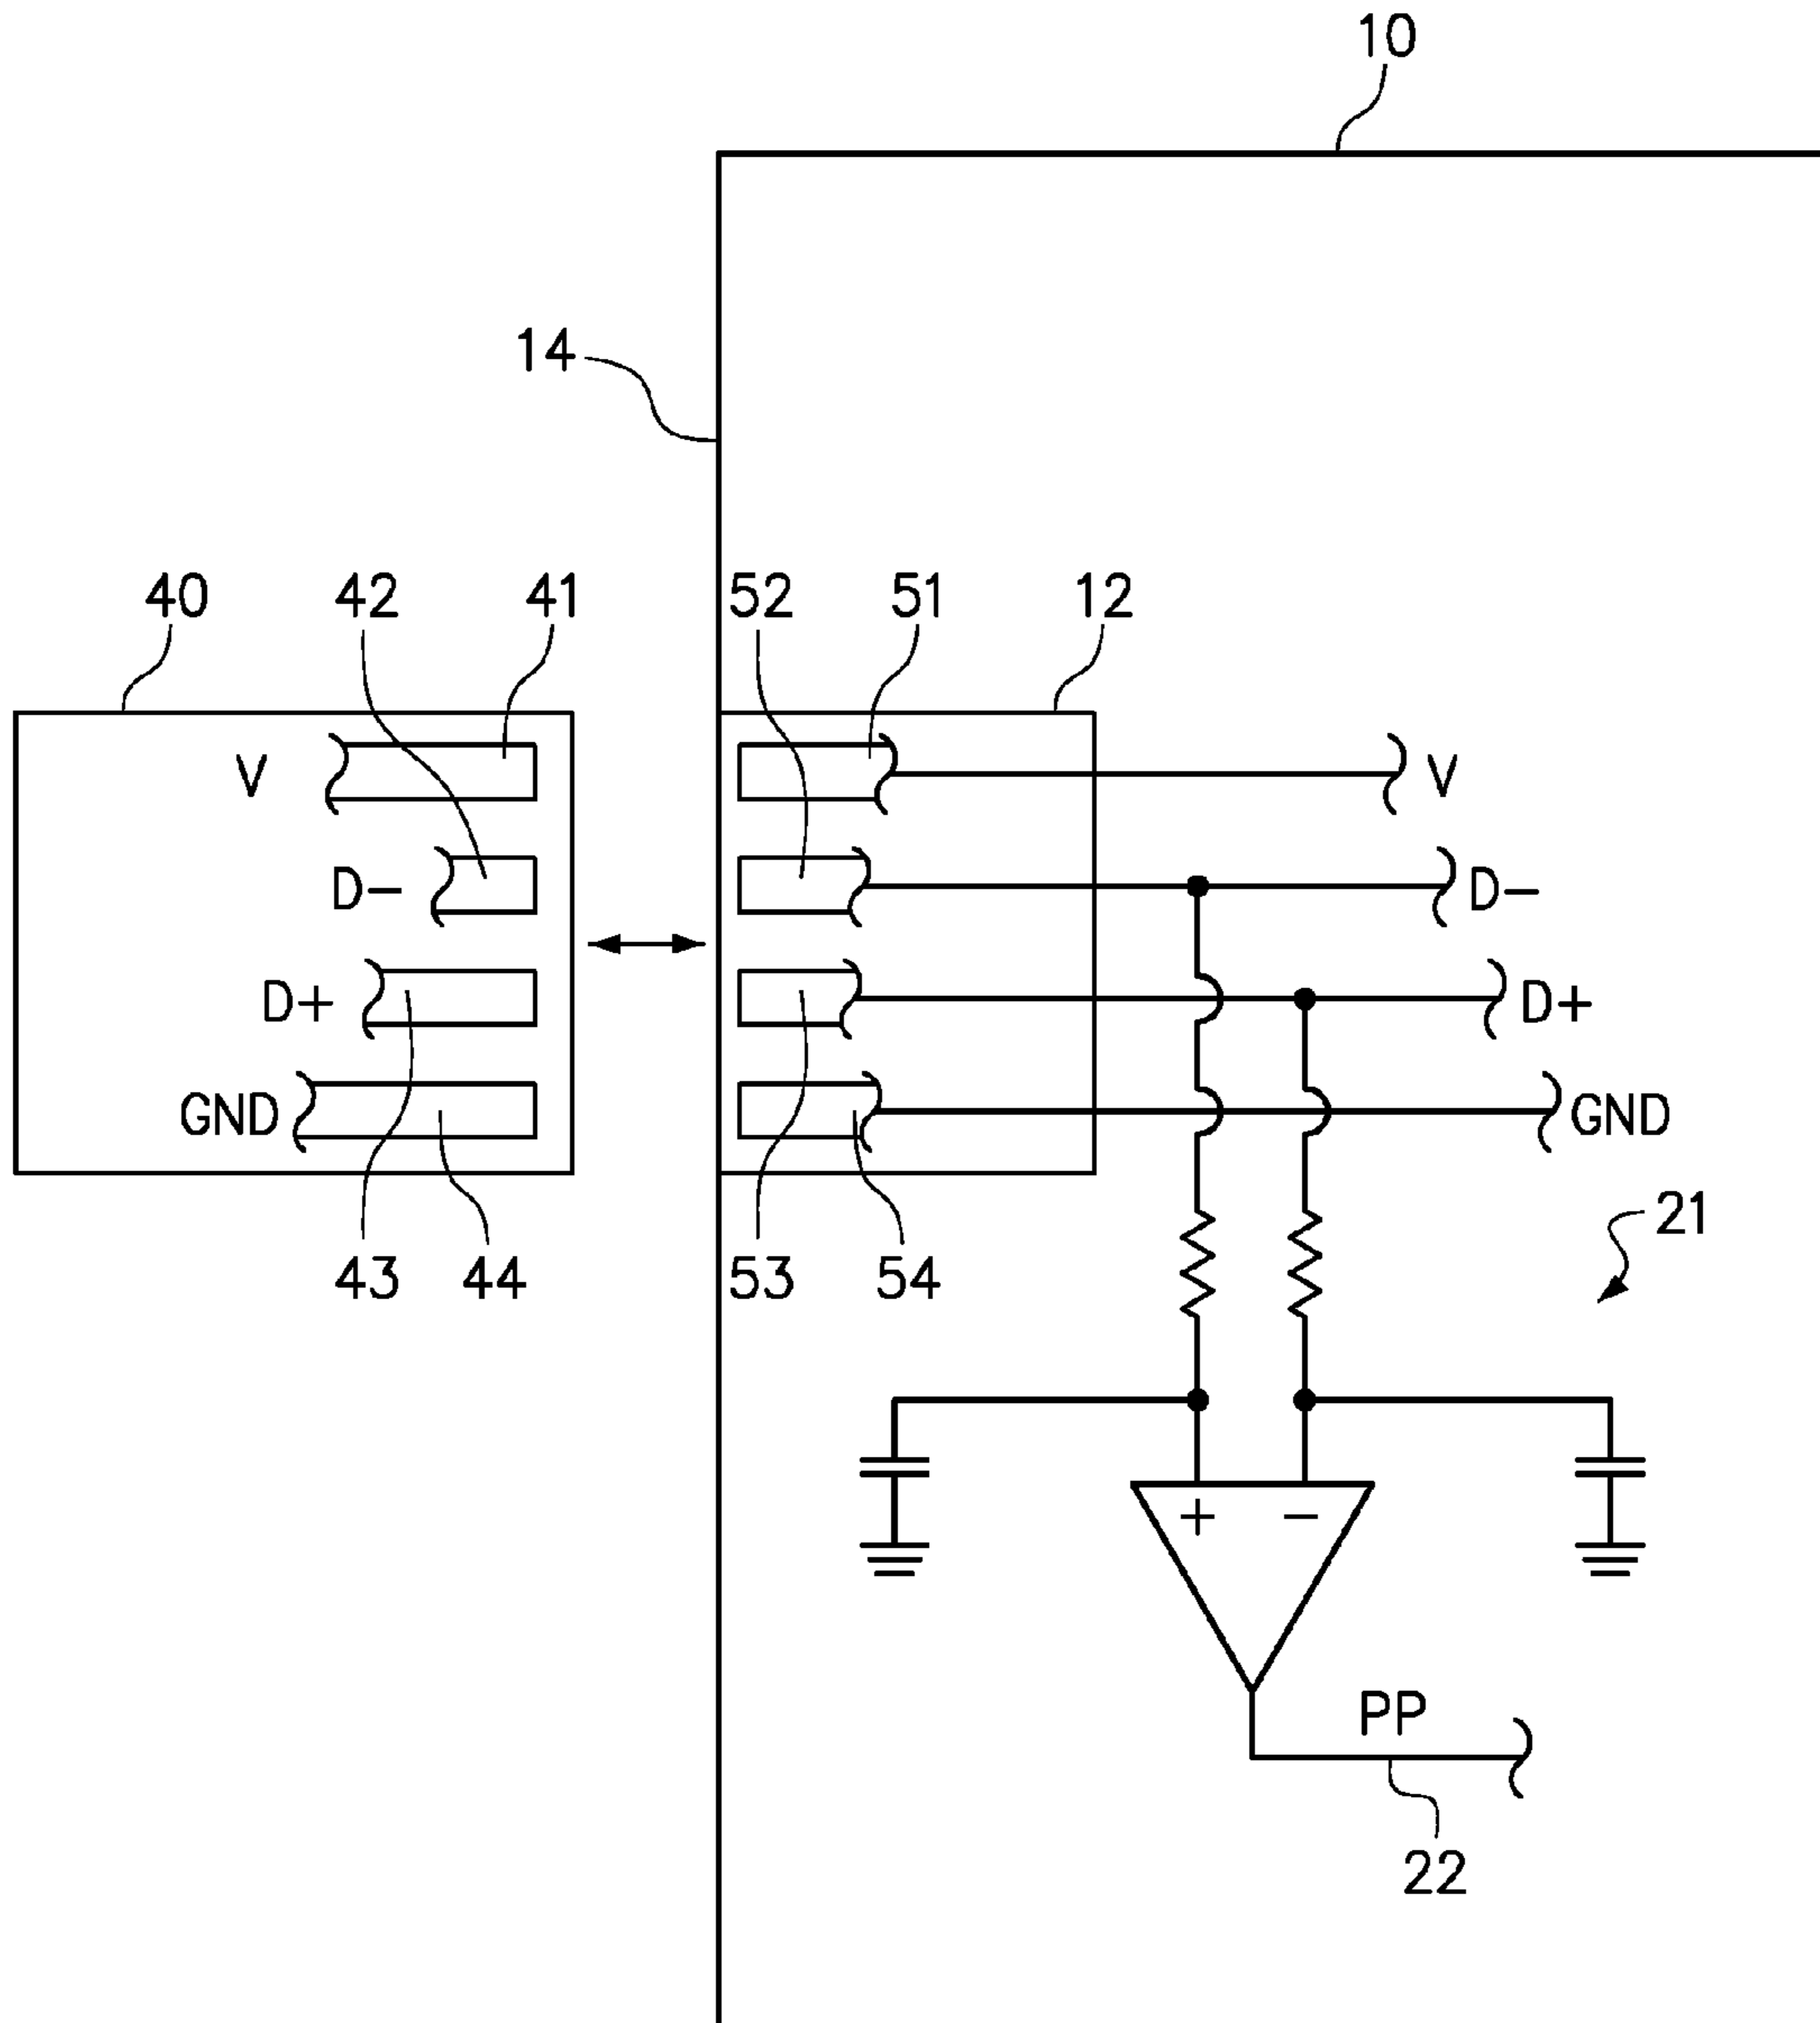 10
14
40 42 41 52 51 12
V V
D- D-
D+ D+
GND GND
21
43 44 53 54
+ -
PP
22